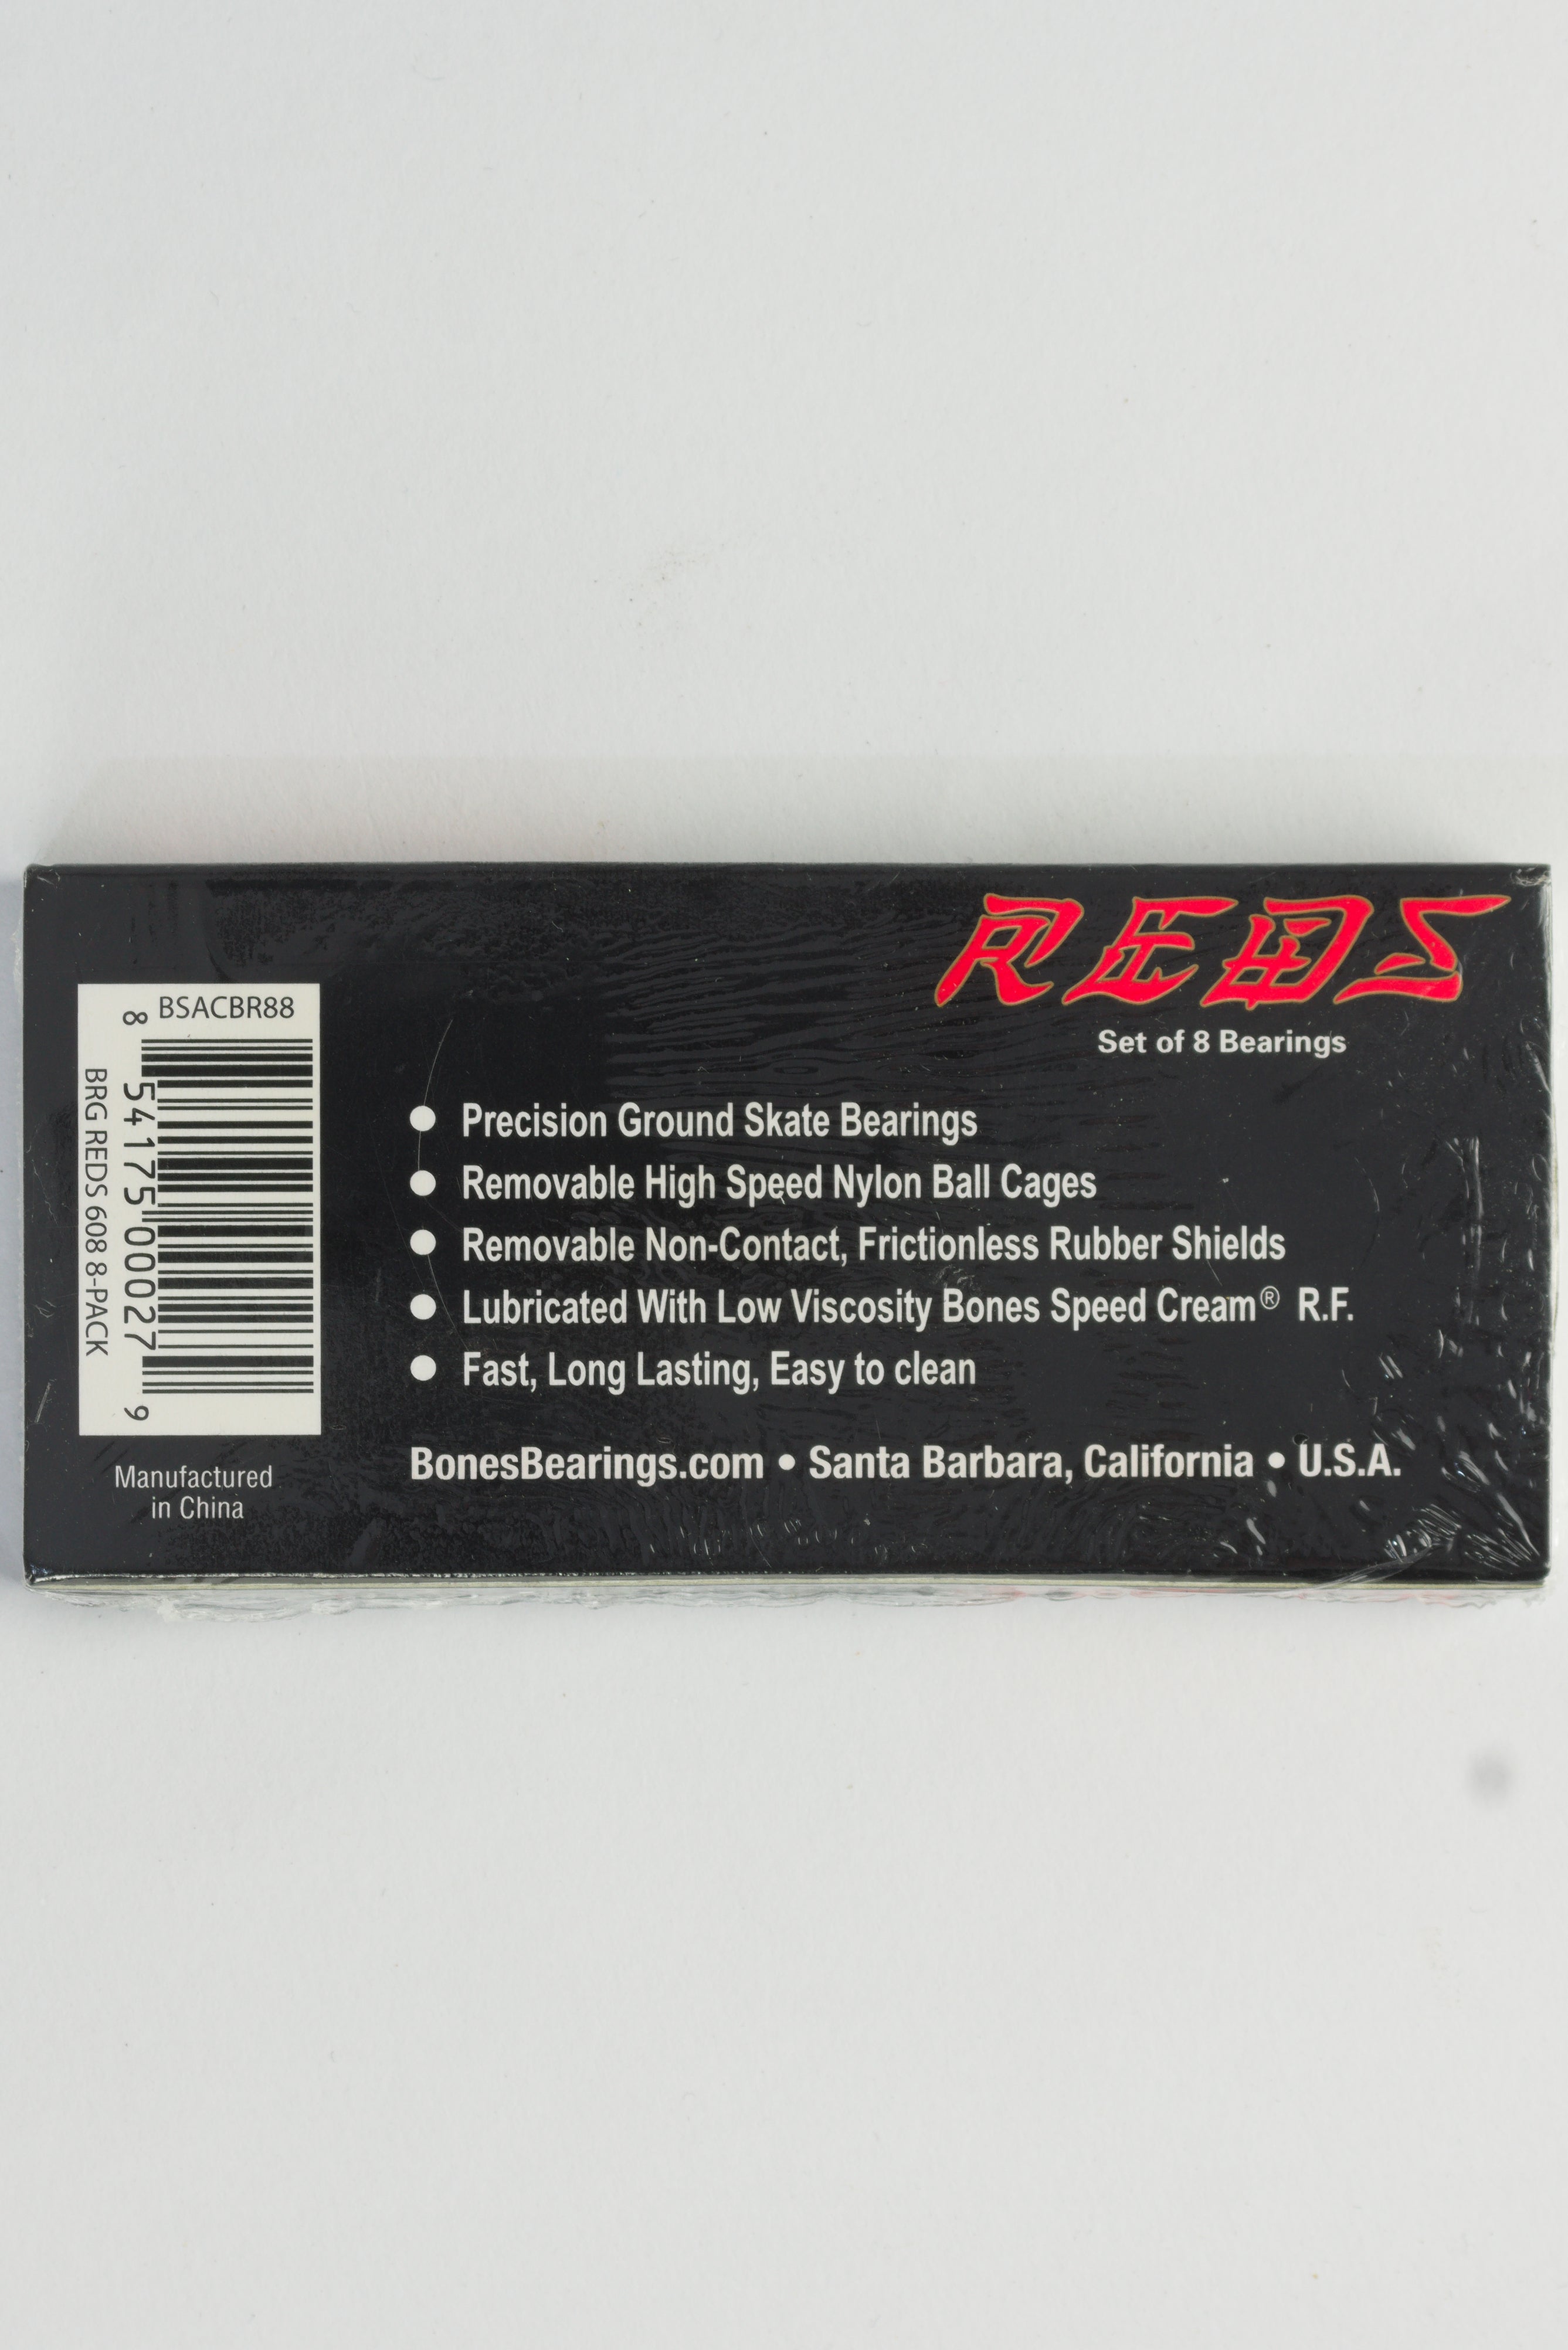 REDS
Set of 8 Bearings
BSACBR88
8 54175 00027 9
BRG REDS 608 8-PACK
Manufactured
in China
● Precision Ground Skate Bearings
● Removable High Speed Nylon Ball Cages
● Removable Non-Contact, Frictionless Rubber Shields
● Lubricated With Low Viscosity Bones Speed Cream® R.F.
● Fast, Long Lasting, Easy to clean
BonesBearings.com • Santa Barbara, California • U.S.A.